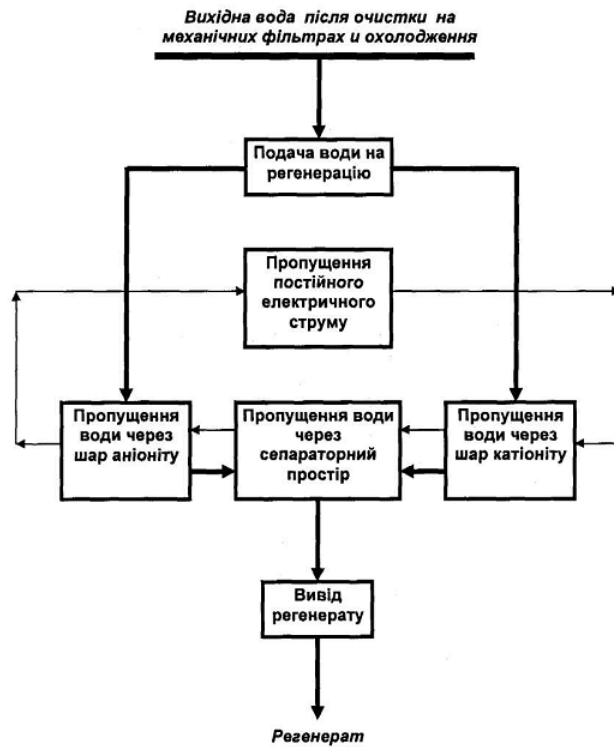 Вихідна вода після очистки на
механічних фільтрах и охолодження
Подача води на
регенерацію
Пропущення
постійного
електричного
струму
Пропущення
води через
шар аніоніту
Пропущення води
через
сепараторний
простір
Пропущення
води через
шар катіоніту
Вивід
регенерату
Регенерат